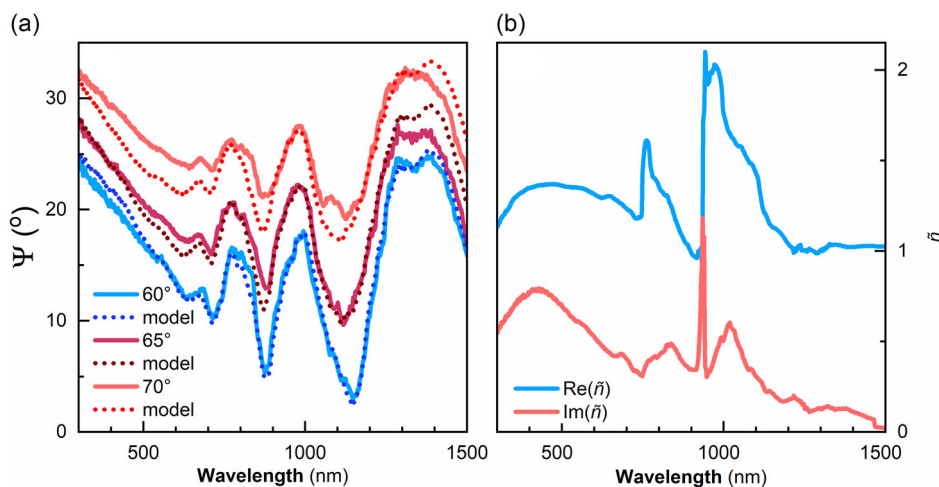 (a)
(b)
30
20
10
0
Ψ (°)
60°
model
65°
model
70°
model
500
1000
1500
Wavelength (nm)
2
1
0
ñ
Re(ñ)
Im(ñ)
500
1000
1500
Wavelength (nm)